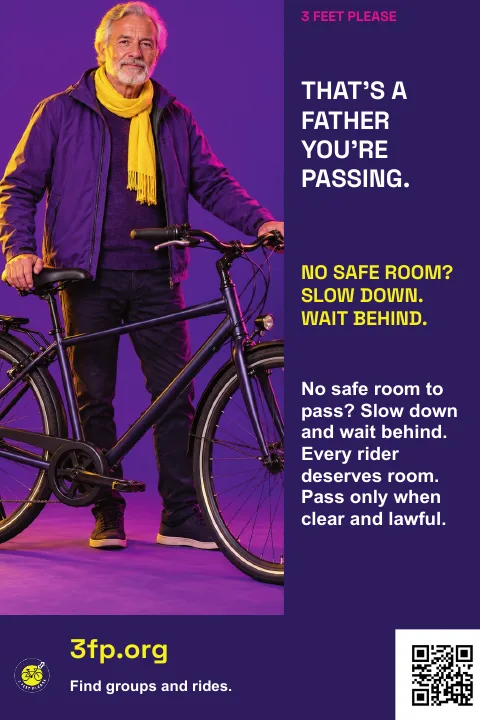 3 FEET PLEASE
THAT’S A
FATHER
YOU’RE
PASSING.
NO SAFE ROOM?
SLOW DOWN.
WAIT BEHIND.
No safe room to
pass? Slow down
and wait behind.
Every rider
deserves room.
Pass only when
clear and lawful.
3fp.org
Find groups and rides.